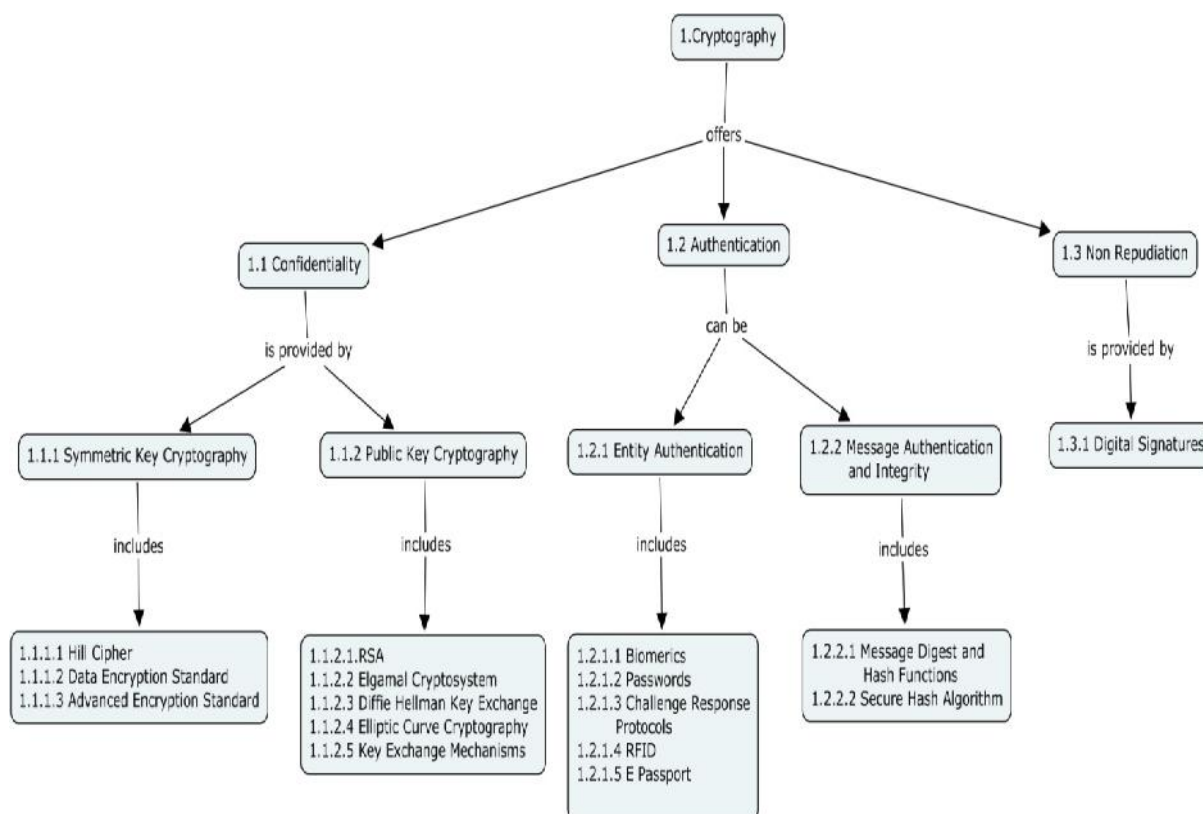 1.Cryptography
offers
1.1 Confidentiality
1.2 Authentication
1.3 Non Repudiation
is provided by
can be
is provided by
1.1.1 Symmetric Key Cryptography
1.1.2 Public Key Cryptography
1.2.1 Entity Authentication
1.2.2 Message Authentication
and Integrity
1.3.1 Digital Signatures
includes
includes
includes
includes
1.1.1.1 Hill Cipher
1.1.1.2 Data Encryption Standard
1.1.1.3 Advanced Encryption Standard
1.1.2.1.RSA
1.1.2.2 Elgamal Cryptosystem
1.1.2.3 Diffie Hellman Key Exchange
1.1.2.4 Elliptic Curve Cryptography
1.1.2.5 Key Exchange Mechanisms
1.2.1.1 Biomerics
1.2.1.2 Passwords
1.2.1.3 Challenge Response
Protocols
1.2.1.4 RFID
1.2.1.5 E Passport
1.2.2.1 Message Digest and
Hash Functions
1.2.2.2 Secure Hash Algorithm